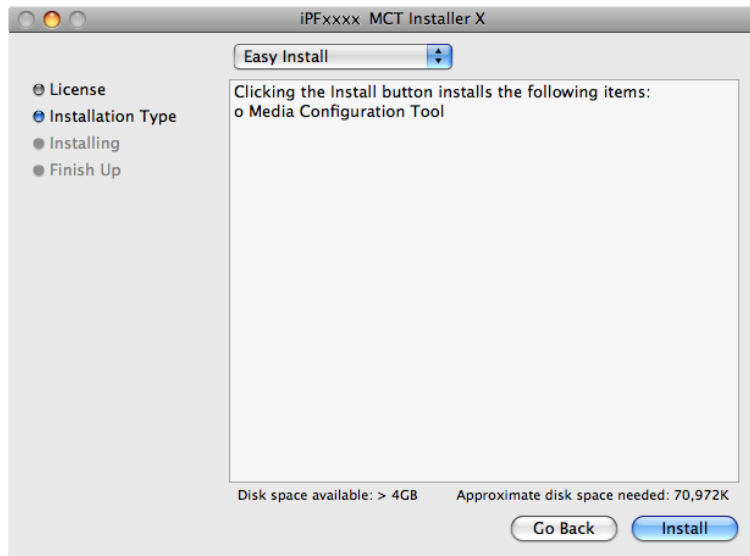 iPFxxxx MCT Installer X
Easy Install
License
Installation Type
Installing
Finish Up
Clicking the Install button installs the following items:
o Media Configuration Tool
Disk space available: > 4GB Approximate disk space needed: 70,972K
Go Back Install